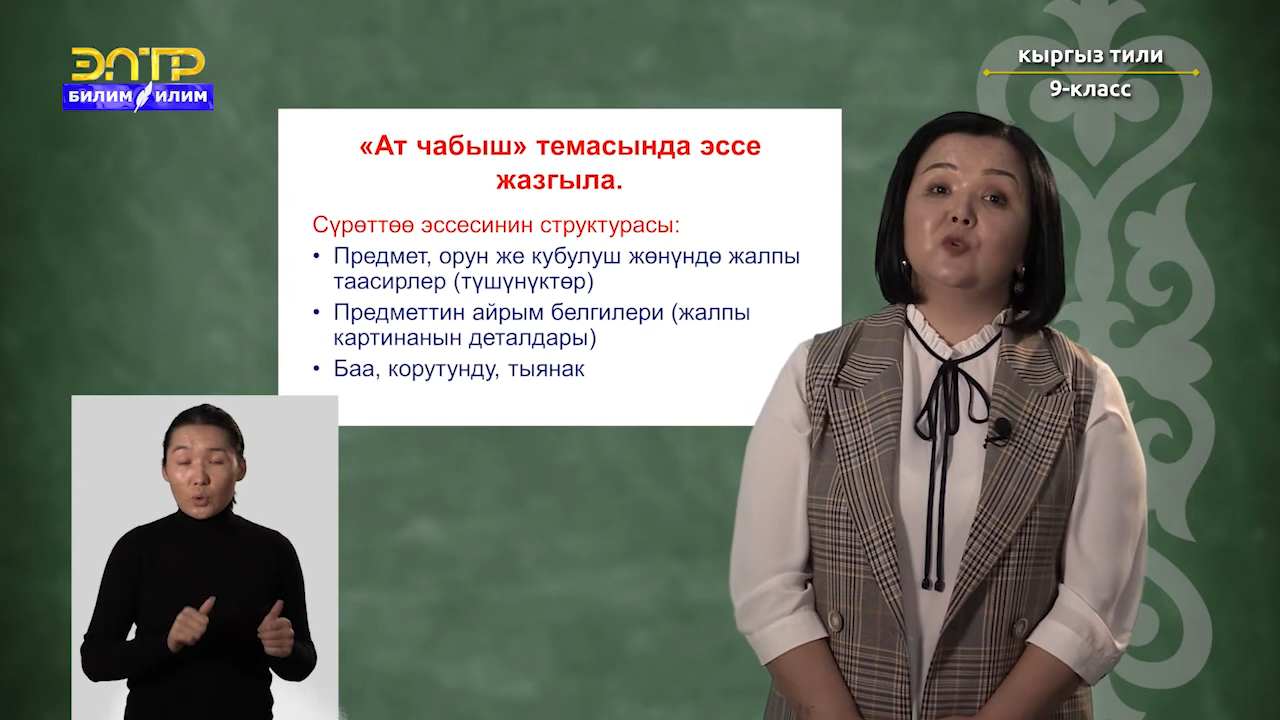 ЭЛТР
БИЛИМ ИЛИМ
кыргыз тили
9-класс
«Ат чабыш» темасында эссе
жазгыла.
Сүрөттөө эссесинин структурасы:
• Предмет, орун же кубулуш жөнүндө жалпы
таасирлер (түшүнүктөр)
• Предметтин айрым белгилери (жалпы
картинанын деталдары)
• Баа, корутунду, тыянак